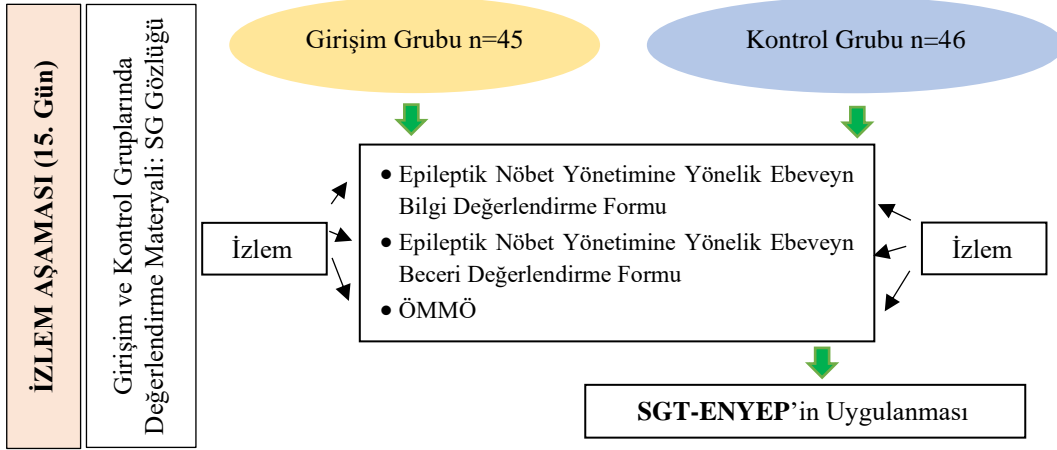 İZLEM AŞAMASI (15. Gün)
Girişim ve Kontrol Gruplarında
Değerlendirme Materyali: SG Gözlüğü
Girişim Grubu n=45
Kontrol Grubu n=46
İzlem
• Epileptik Nöbet Yönetimine Yönelik Ebeveyn
Bilgi Değerlendirme Formu
• Epileptik Nöbet Yönetimine Yönelik Ebeveyn
Beceri Değerlendirme Formu
• ÖMMÖ
İzlem
SGT-ENYEP’in Uygulanması